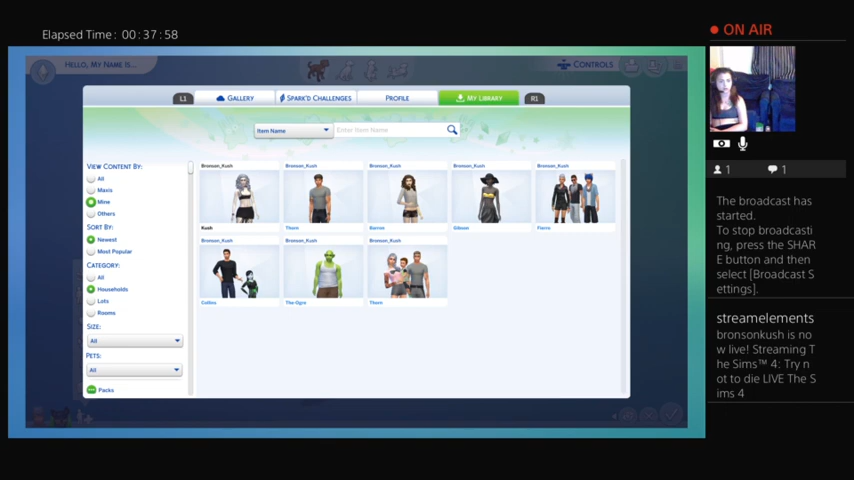 Elapsed Time : 00:37:58
ON AIR
HELLO, MY NAME IS...
CONTROLS
L1
GALLERY
SPARK'D CHALLENGES
PROFILE
MY LIBRARY
R1
Item Name
Enter Item Name
VIEW CONTENT BY:
All
Maxis
Mine
Others
SORT BY:
Newest
Most Popular
CATEGORY:
All
Households
Lots
Rooms
SIZE:
All
PETS:
All
Packs
Bronson_Kush
Bronson_Kush
Bronson_Kush
Bronson_Kush
Bronson_Kush
Kush
Thorn
Barron
Fierro
Bronson_Kush
Bronson_Kush
Bronson_Kush
Collins
The Ogre
Thorn
1
1
The broadcast has
started.
To stop broadcasti
ng, press the SHAR
E button and then
select [Broadcast S
ettings].
streamelements
bronsonkush is no
w live! Streaming T
he Sims™ 4: Try n
ot to die LIVE The S
ims 4